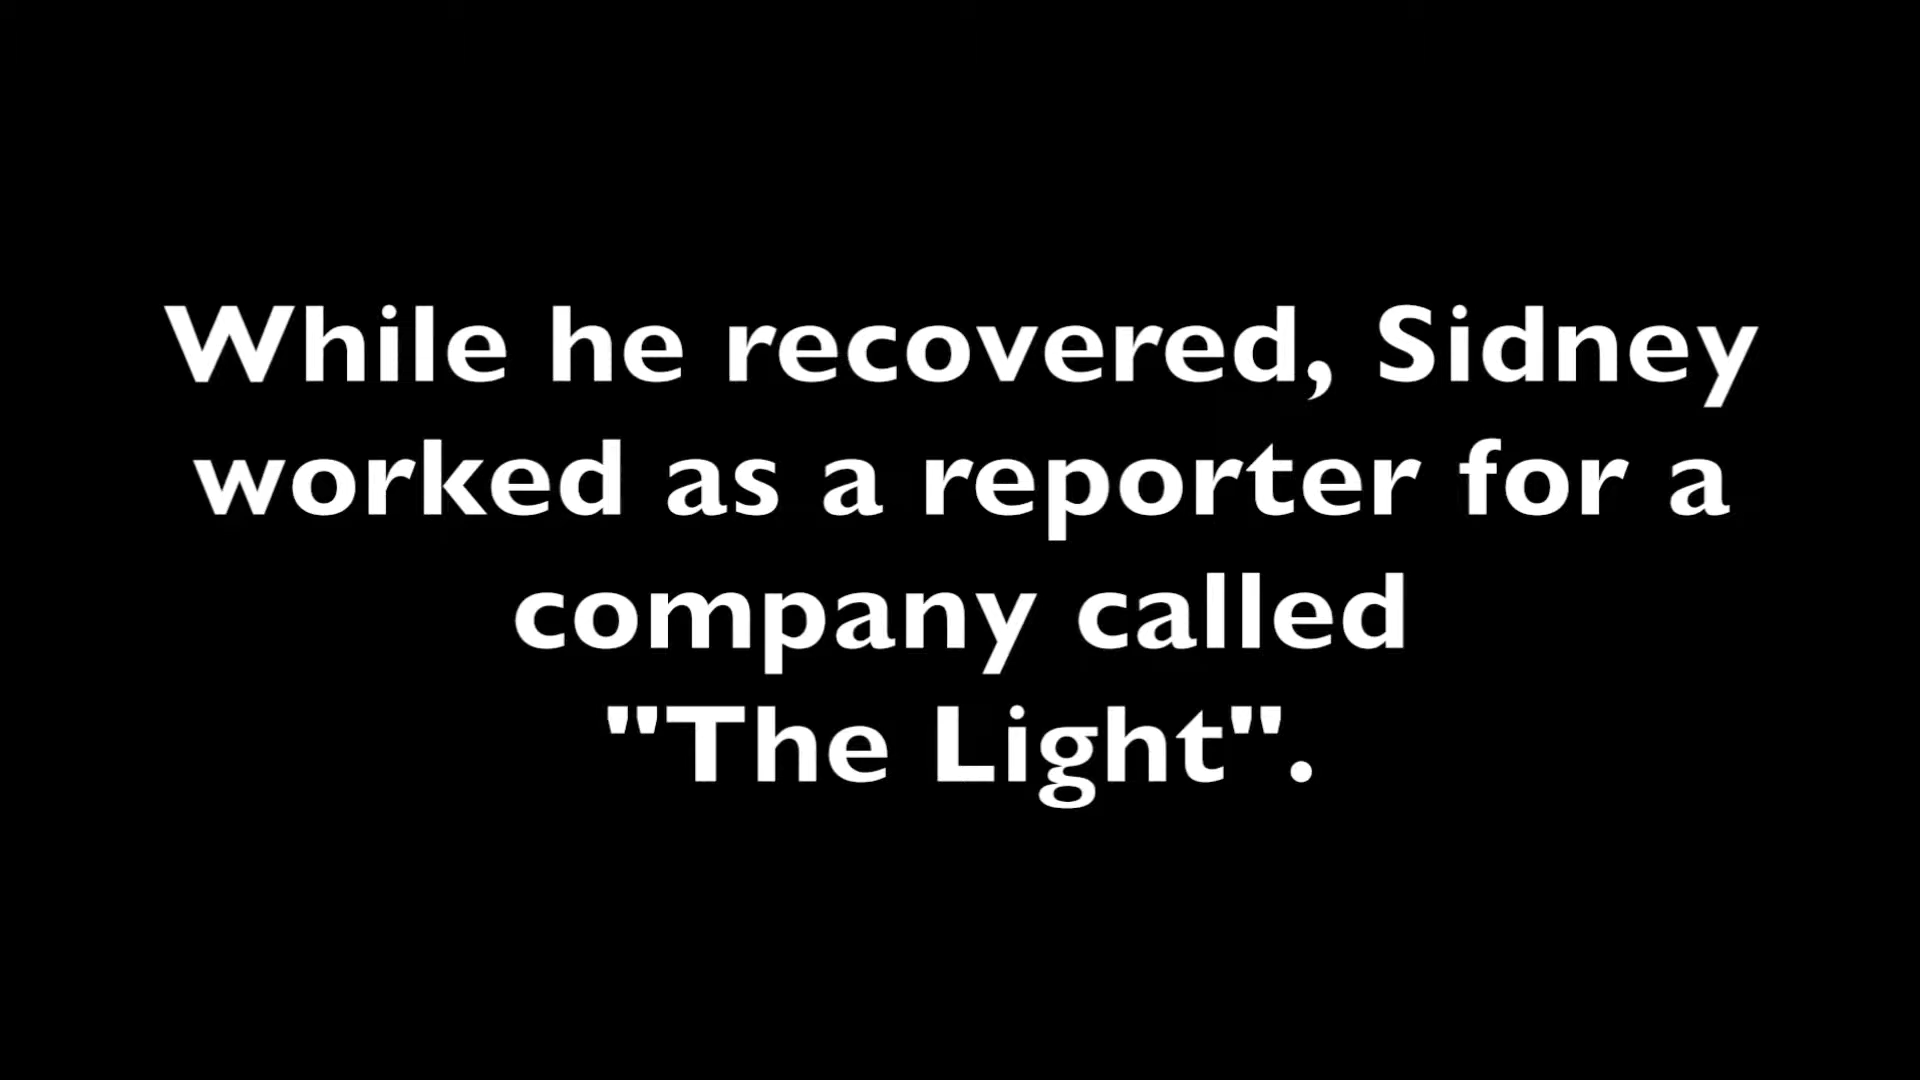 While he recovered, Sidney
worked as a reporter for a
company called
"The Light".